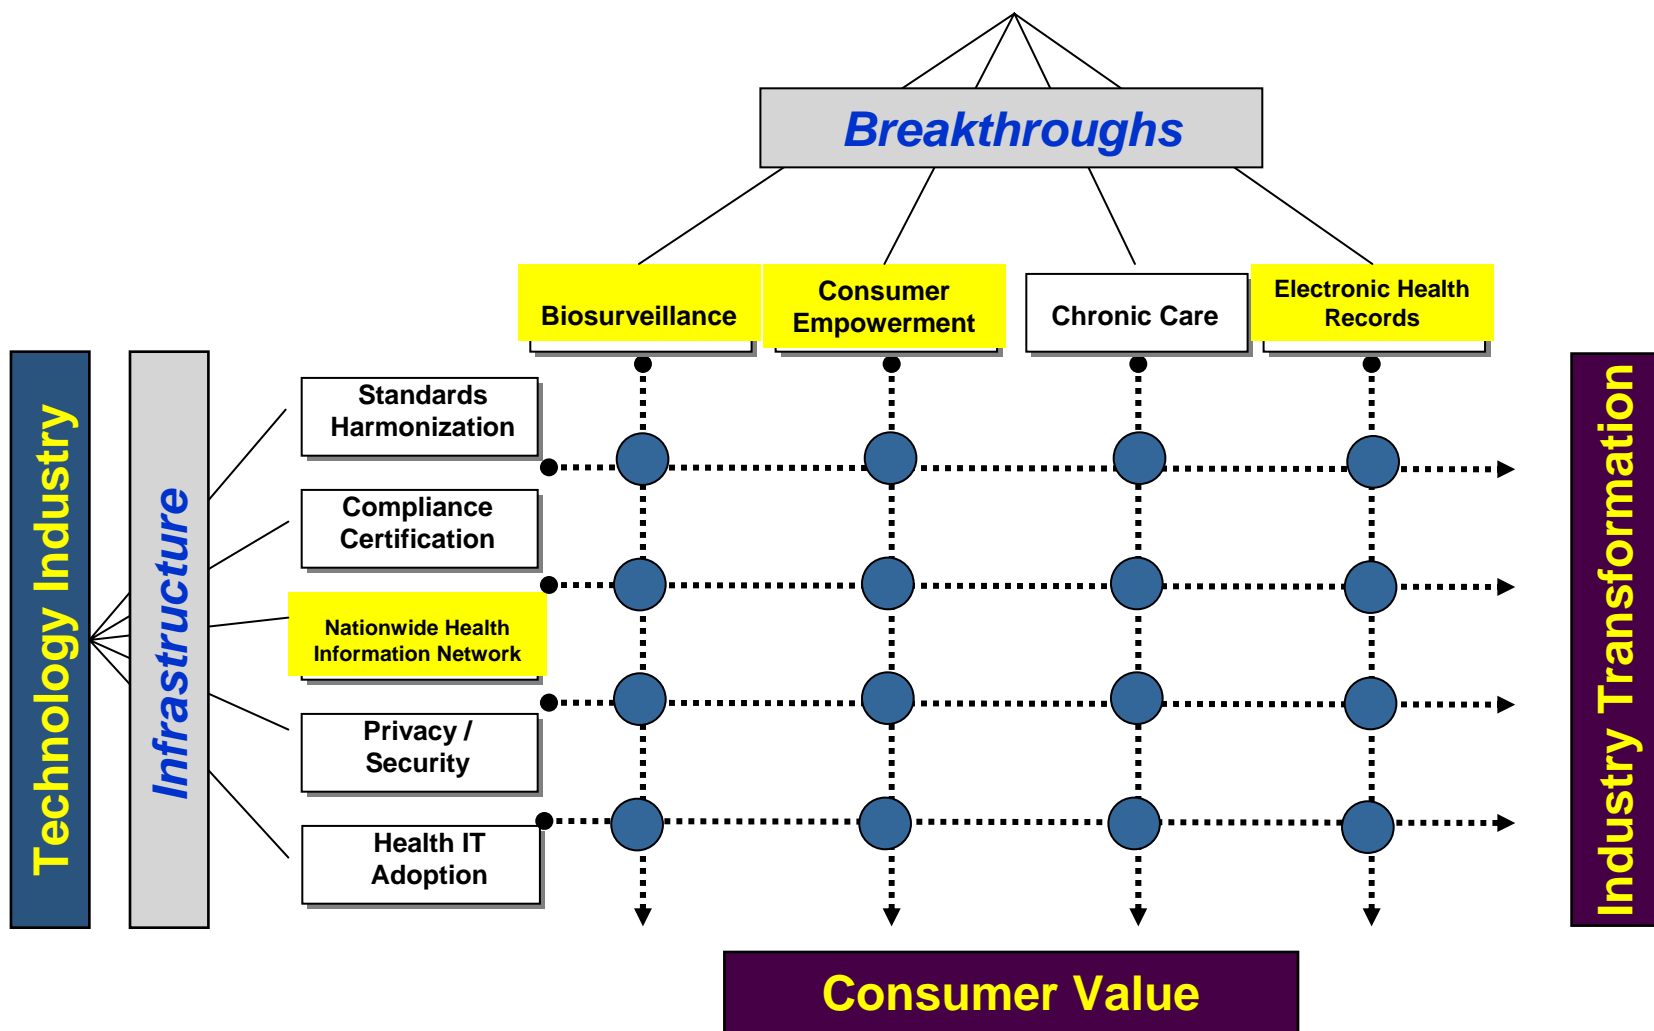 Breakthroughs
Biosurveillance
Consumer
Empowerment
Chronic Care
Electronic Health
Records
Technology Industry
Infrastructure
Standards
Harmonization
Compliance
Certification
Nationwide Health
Information Network
Privacy /
Security
Health IT
Adoption
Industry Transformation
Consumer Value